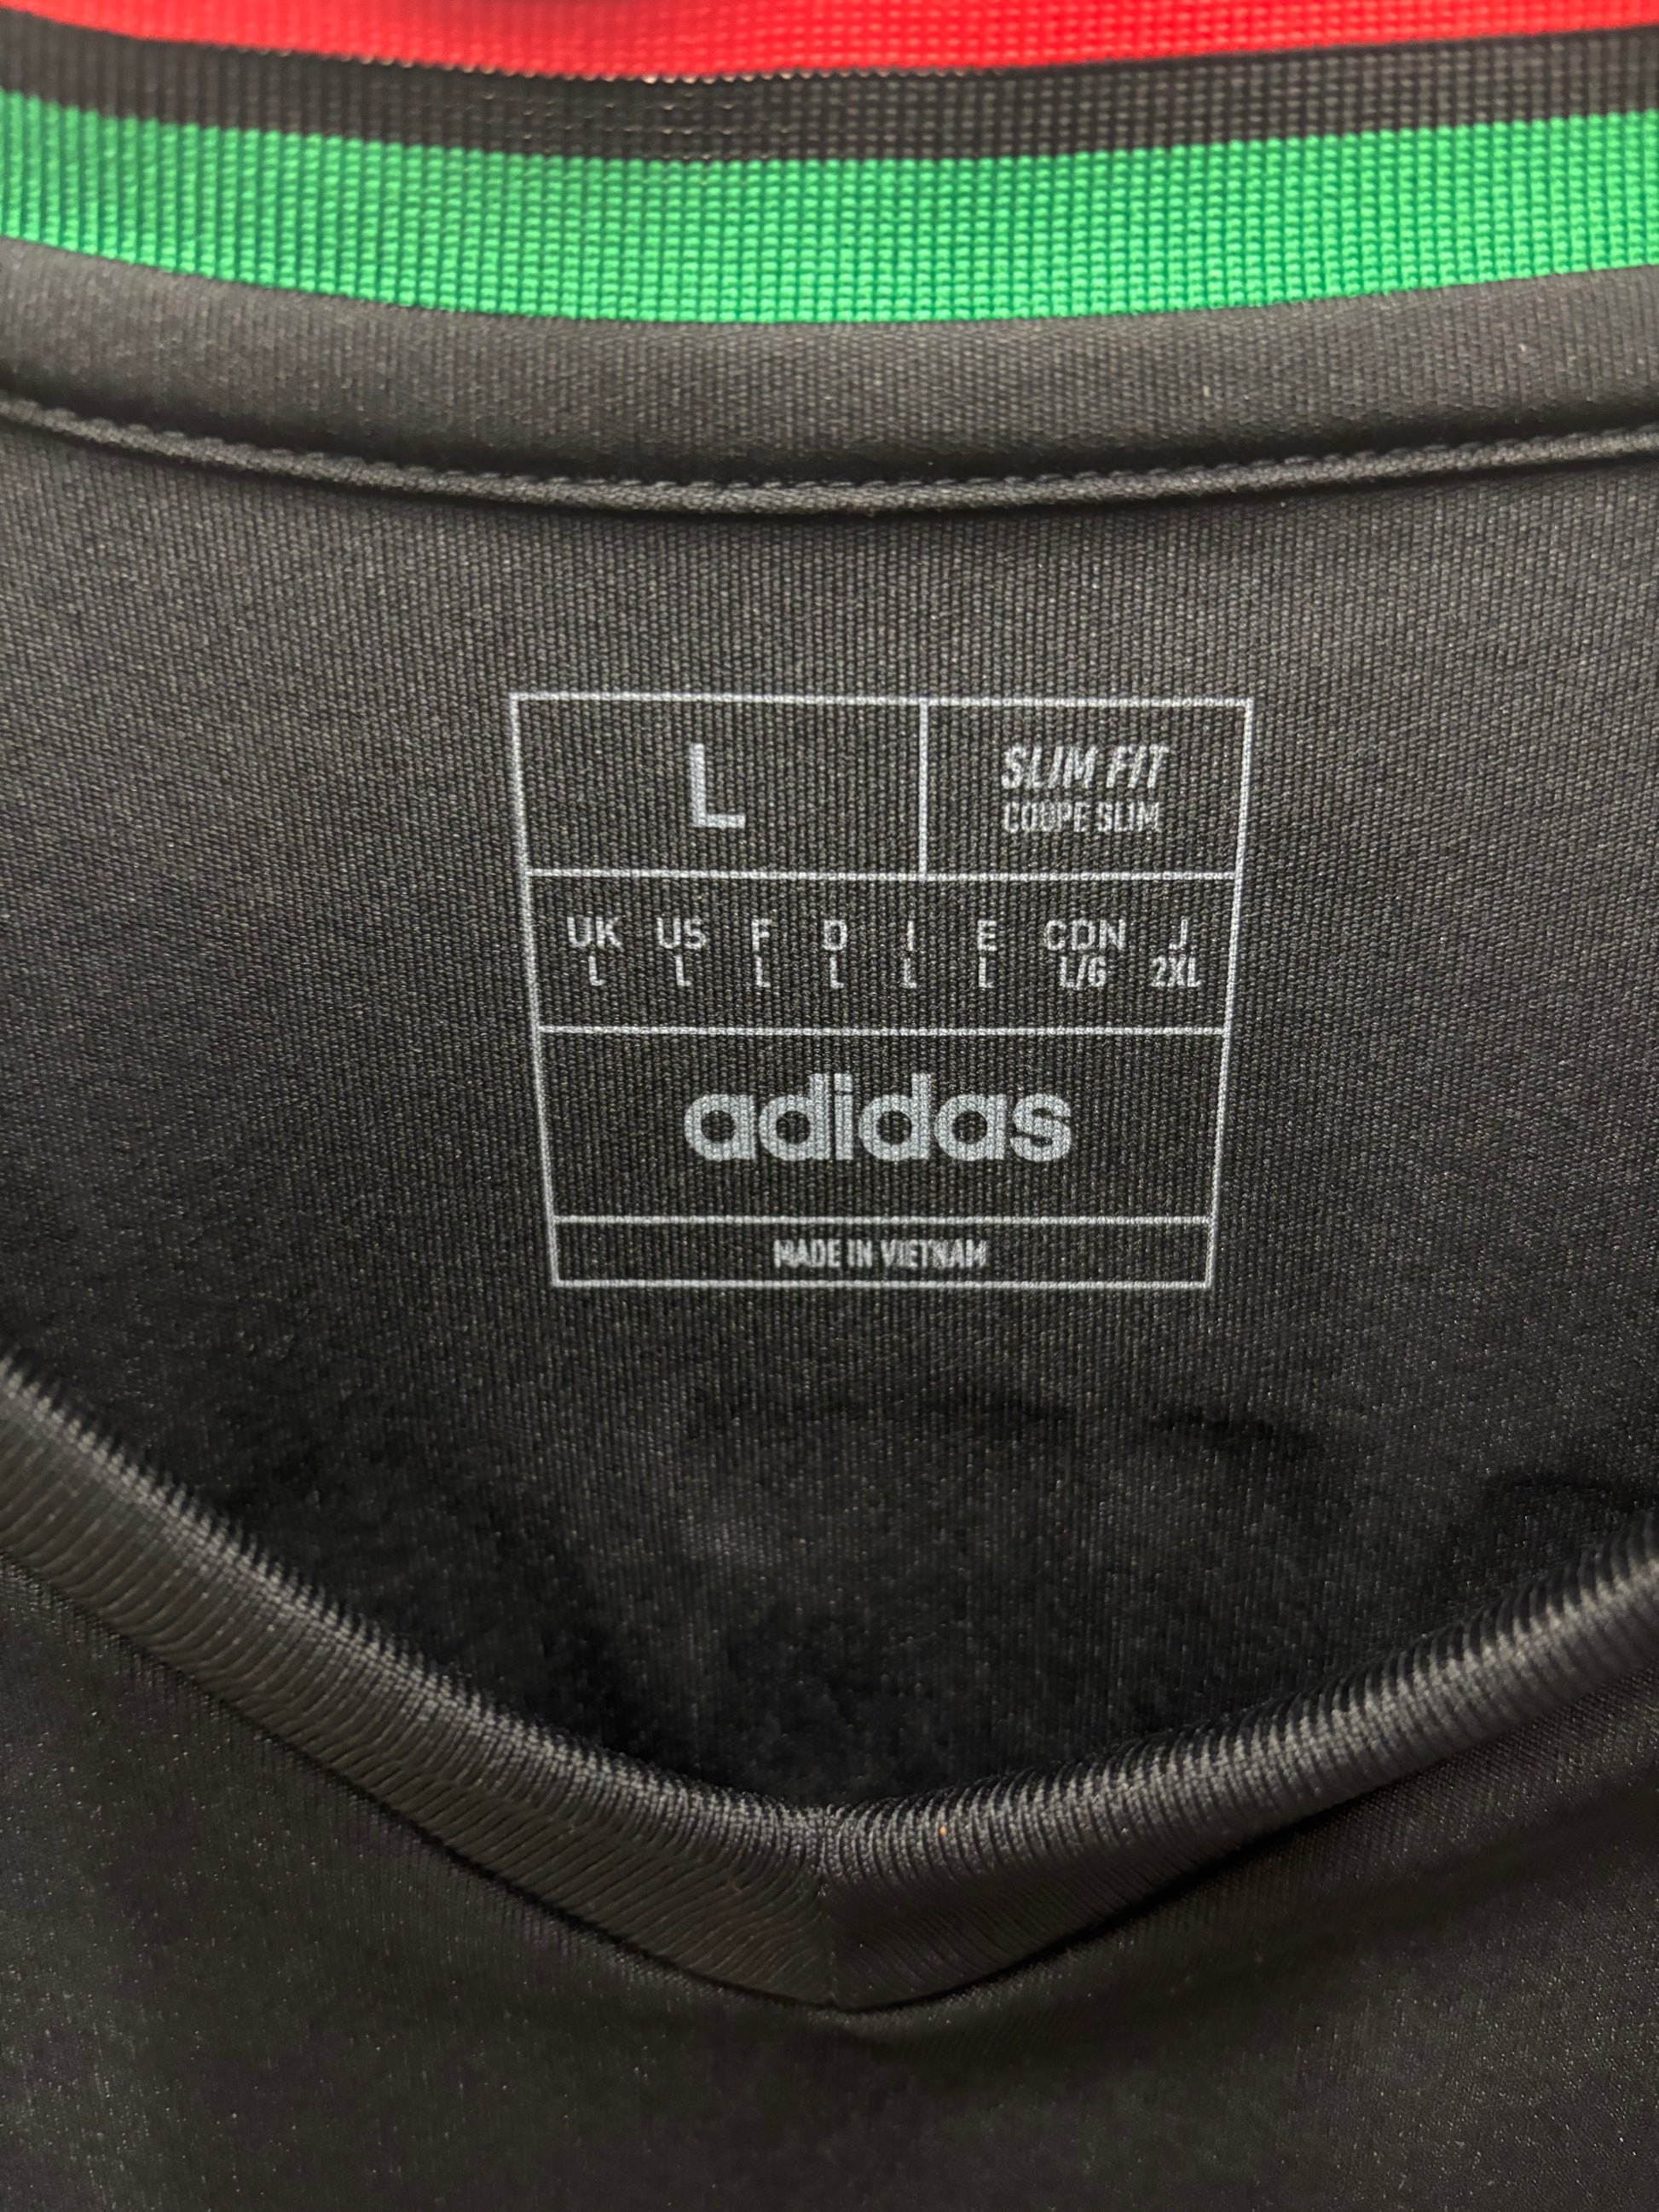 L
SLIM FIT
COUPE SLIM
UK US F D I E CDN J
L L L L L L L/G 2XL
adidas
MADE IN VIETNAM